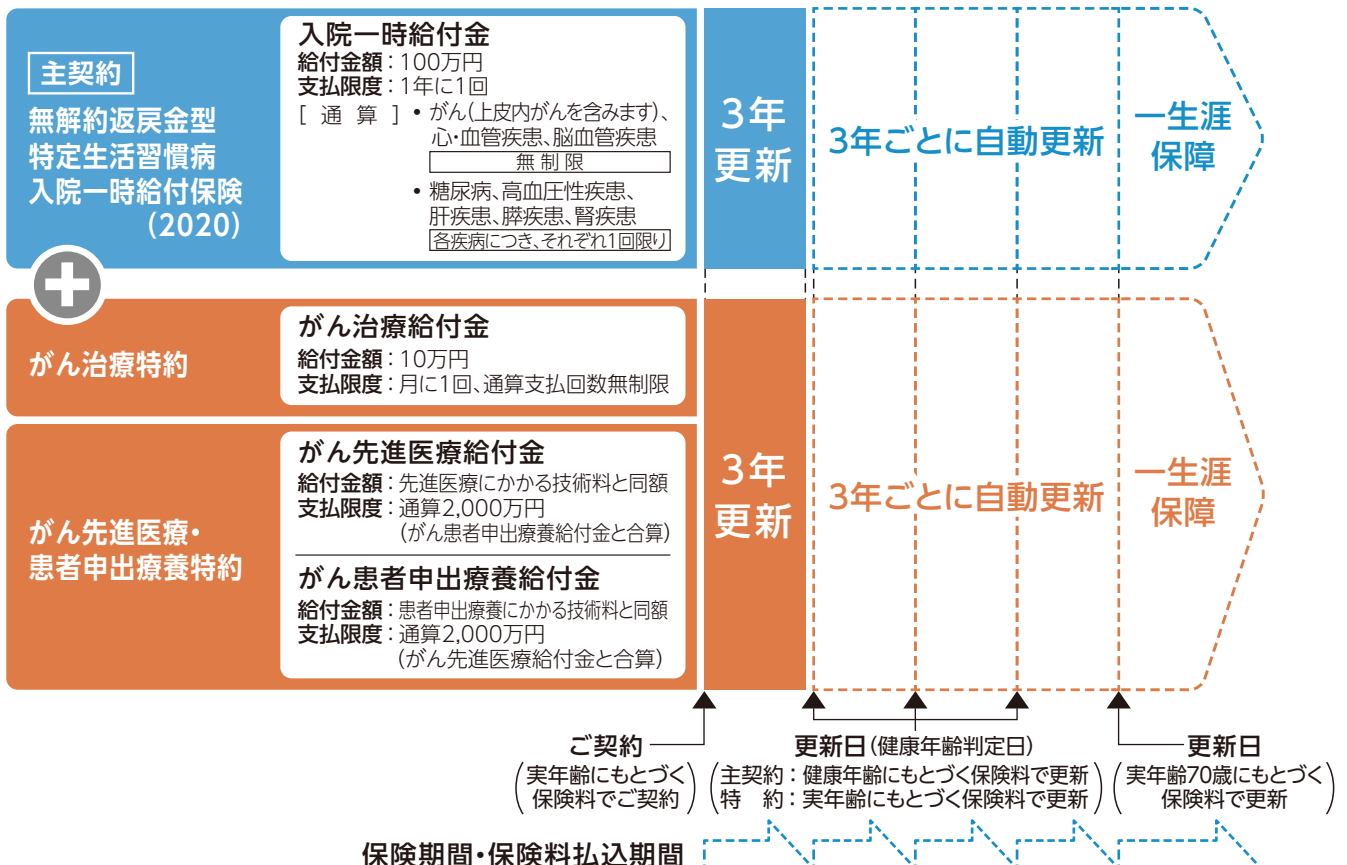 主契約
無解約返戻金型
特定生活習慣病
入院一時給付保険
(2020)
入院一時給付金
給付金額：100万円
支払限度：1年に1回
[ 通 算 ] • がん(上皮内がんを含みます)、
心・血管疾患、脳血管疾患
無制限
• 糖尿病、高血圧性疾患、
肝疾患、膵疾患、腎疾患
各疾病につき、それぞれ1回限り
3年
更新
3年ごとに自動更新
一生涯
保障
がん治療特約
がん治療給付金
給付金額：10万円
支払限度：月に1回、通算支払回数無制限
がん先進医療・
患者申出療養特約
がん先進医療給付金
給付金額：先進医療にかかる技術料と同額
支払限度：通算2,000万円
(がん患者申出療養給付金と合算)
がん患者申出療養給付金
給付金額：患者申出療養にかかる技術料と同額
支払限度：通算2,000万円
(がん先進医療給付金と合算)
3年
更新
3年ごとに自動更新
一生涯
保障
ご契約
(実年齢にもとづく
保険料でご契約)
更新日(健康年齢判定日)
(主契約：健康年齢にもとづく保険料で更新
特 約：実年齢にもとづく保険料で更新)
更新日
(実年齢70歳にもとづく
保険料で更新)
保険期間・保険料払込期間